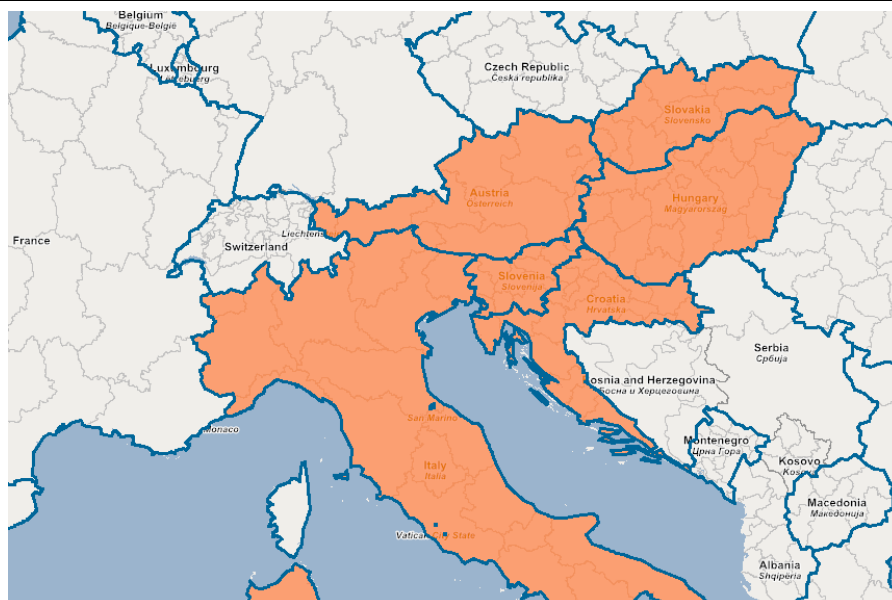 Belgium
Belgique-België
Luxembourg
Lëtzebuerg
Czech Republic
Česká republika
Slovakia
Slovensko
Austria
Österreich
Hungary
Magyarország
France
Switzerland
Slovenia
Slovenija
Croatia
Hrvatska
Serbia
Србија
osnia and Herzegovina
Босна и Херцеговина
San Marino
Monaco
Montenegro
Црна Гора
Italy
Italia
Kosovo
Macedonia
Македонија
Vatican City State
Albania
Shqipëria